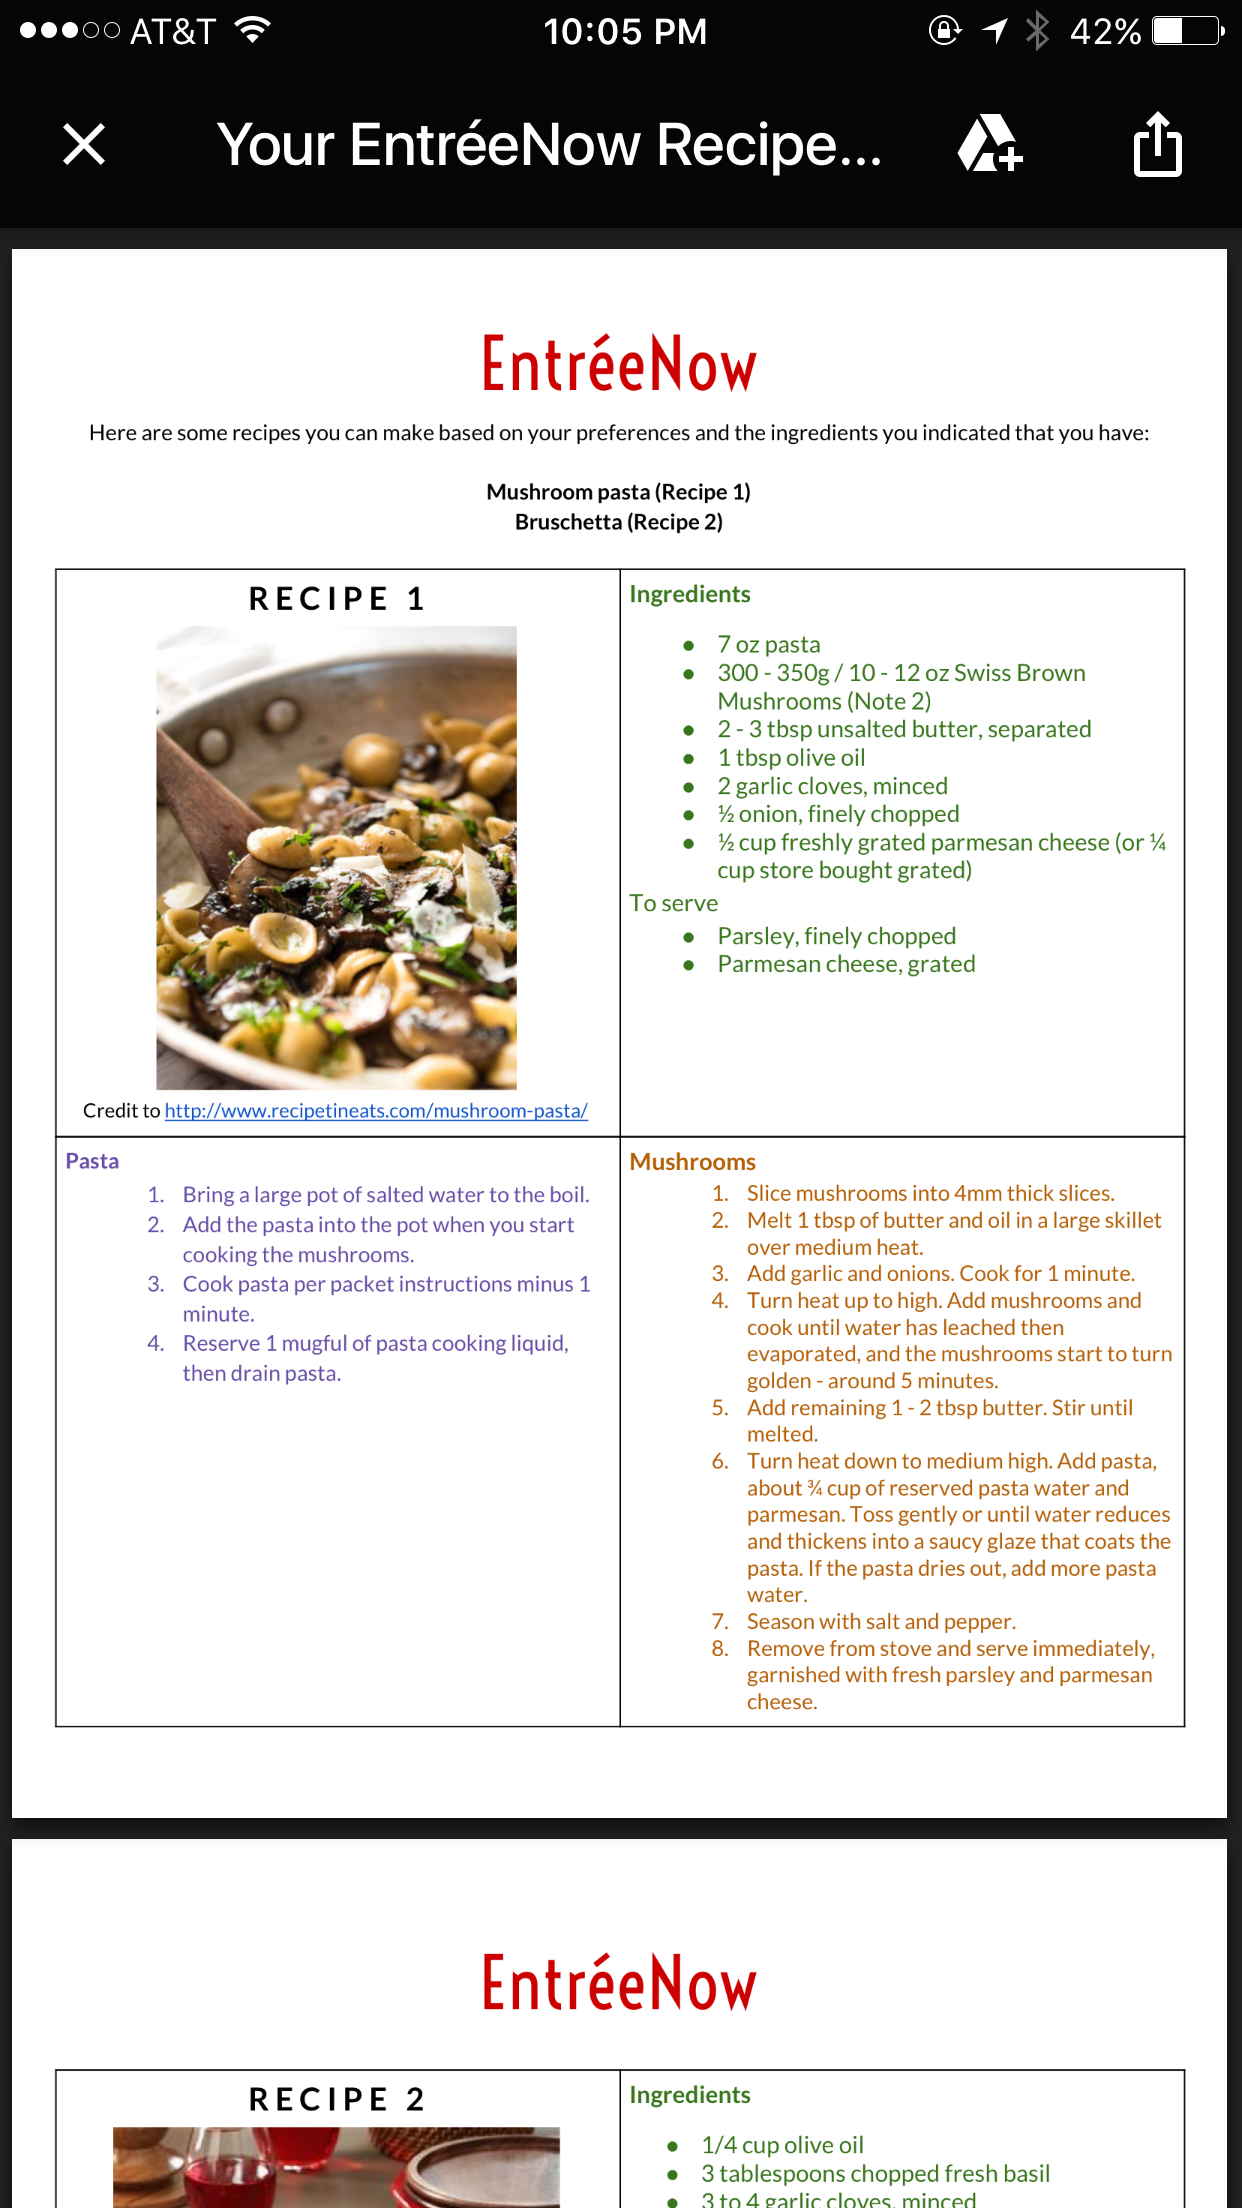 AT&T 10:05 PM 42%
Your EntréeNow Recipe...
EntréeNow
Here are some recipes you can make based on your preferences and the ingredients you indicated that you have:
Mushroom pasta (Recipe 1)
Bruschetta (Recipe 2)
RECIPE 1
Credit to http://www.recipetineats.com/mushroom-pasta/
Ingredients
● 7 oz pasta
● 300 - 350g / 10 - 12 oz Swiss Brown
Mushrooms (Note 2)
● 2 - 3 tbsp unsalted butter, separated
● 1 tbsp olive oil
● 2 garlic cloves, minced
● ½ onion, finely chopped
● ½ cup freshly grated parmesan cheese (or ¼
cup store bought grated)
To serve
● Parsley, finely chopped
● Parmesan cheese, grated
Pasta
1. Bring a large pot of salted water to the boil.
2. Add the pasta into the pot when you start
cooking the mushrooms.
3. Cook pasta per packet instructions minus 1
minute.
4. Reserve 1 mugful of pasta cooking liquid,
then drain pasta.
Mushrooms
1. Slice mushrooms into 4mm thick slices.
2. Melt 1 tbsp of butter and oil in a large skillet
over medium heat.
3. Add garlic and onions. Cook for 1 minute.
4. Turn heat up to high. Add mushrooms and
cook until water has leached then
evaporated, and the mushrooms start to turn
golden - around 5 minutes.
5. Add remaining 1 - 2 tbsp butter. Stir until
melted.
6. Turn heat down to medium high. Add pasta,
about ¾ cup of reserved pasta water and
parmesan. Toss gently or until water reduces
and thickens into a saucy glaze that coats the
pasta. If the pasta dries out, add more pasta
water.
7. Season with salt and pepper.
8. Remove from stove and serve immediately,
garnished with fresh parsley and parmesan
cheese.
EntréeNow
RECIPE 2
Ingredients
● 1/4 cup olive oil
● 3 tablespoons chopped fresh basil
● 3 to 4 garlic cloves, minced